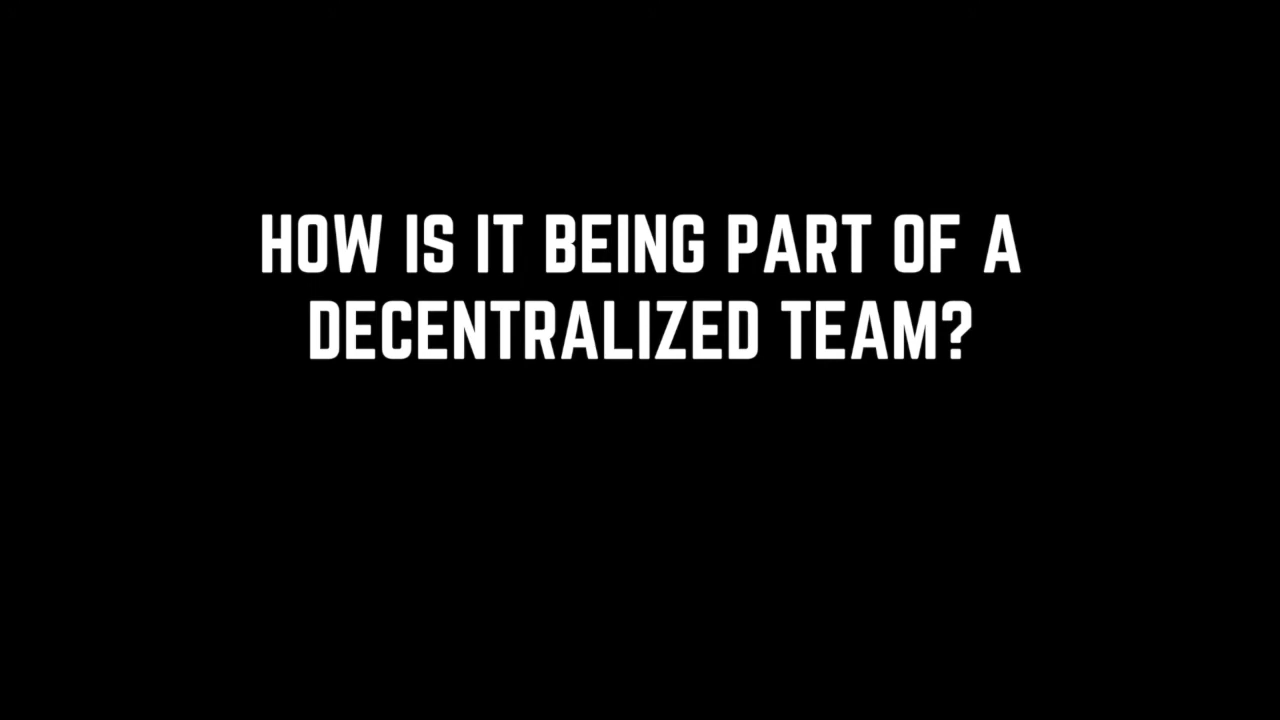 HOW IS IT BEING PART OF A
DECENTRALIZED TEAM?